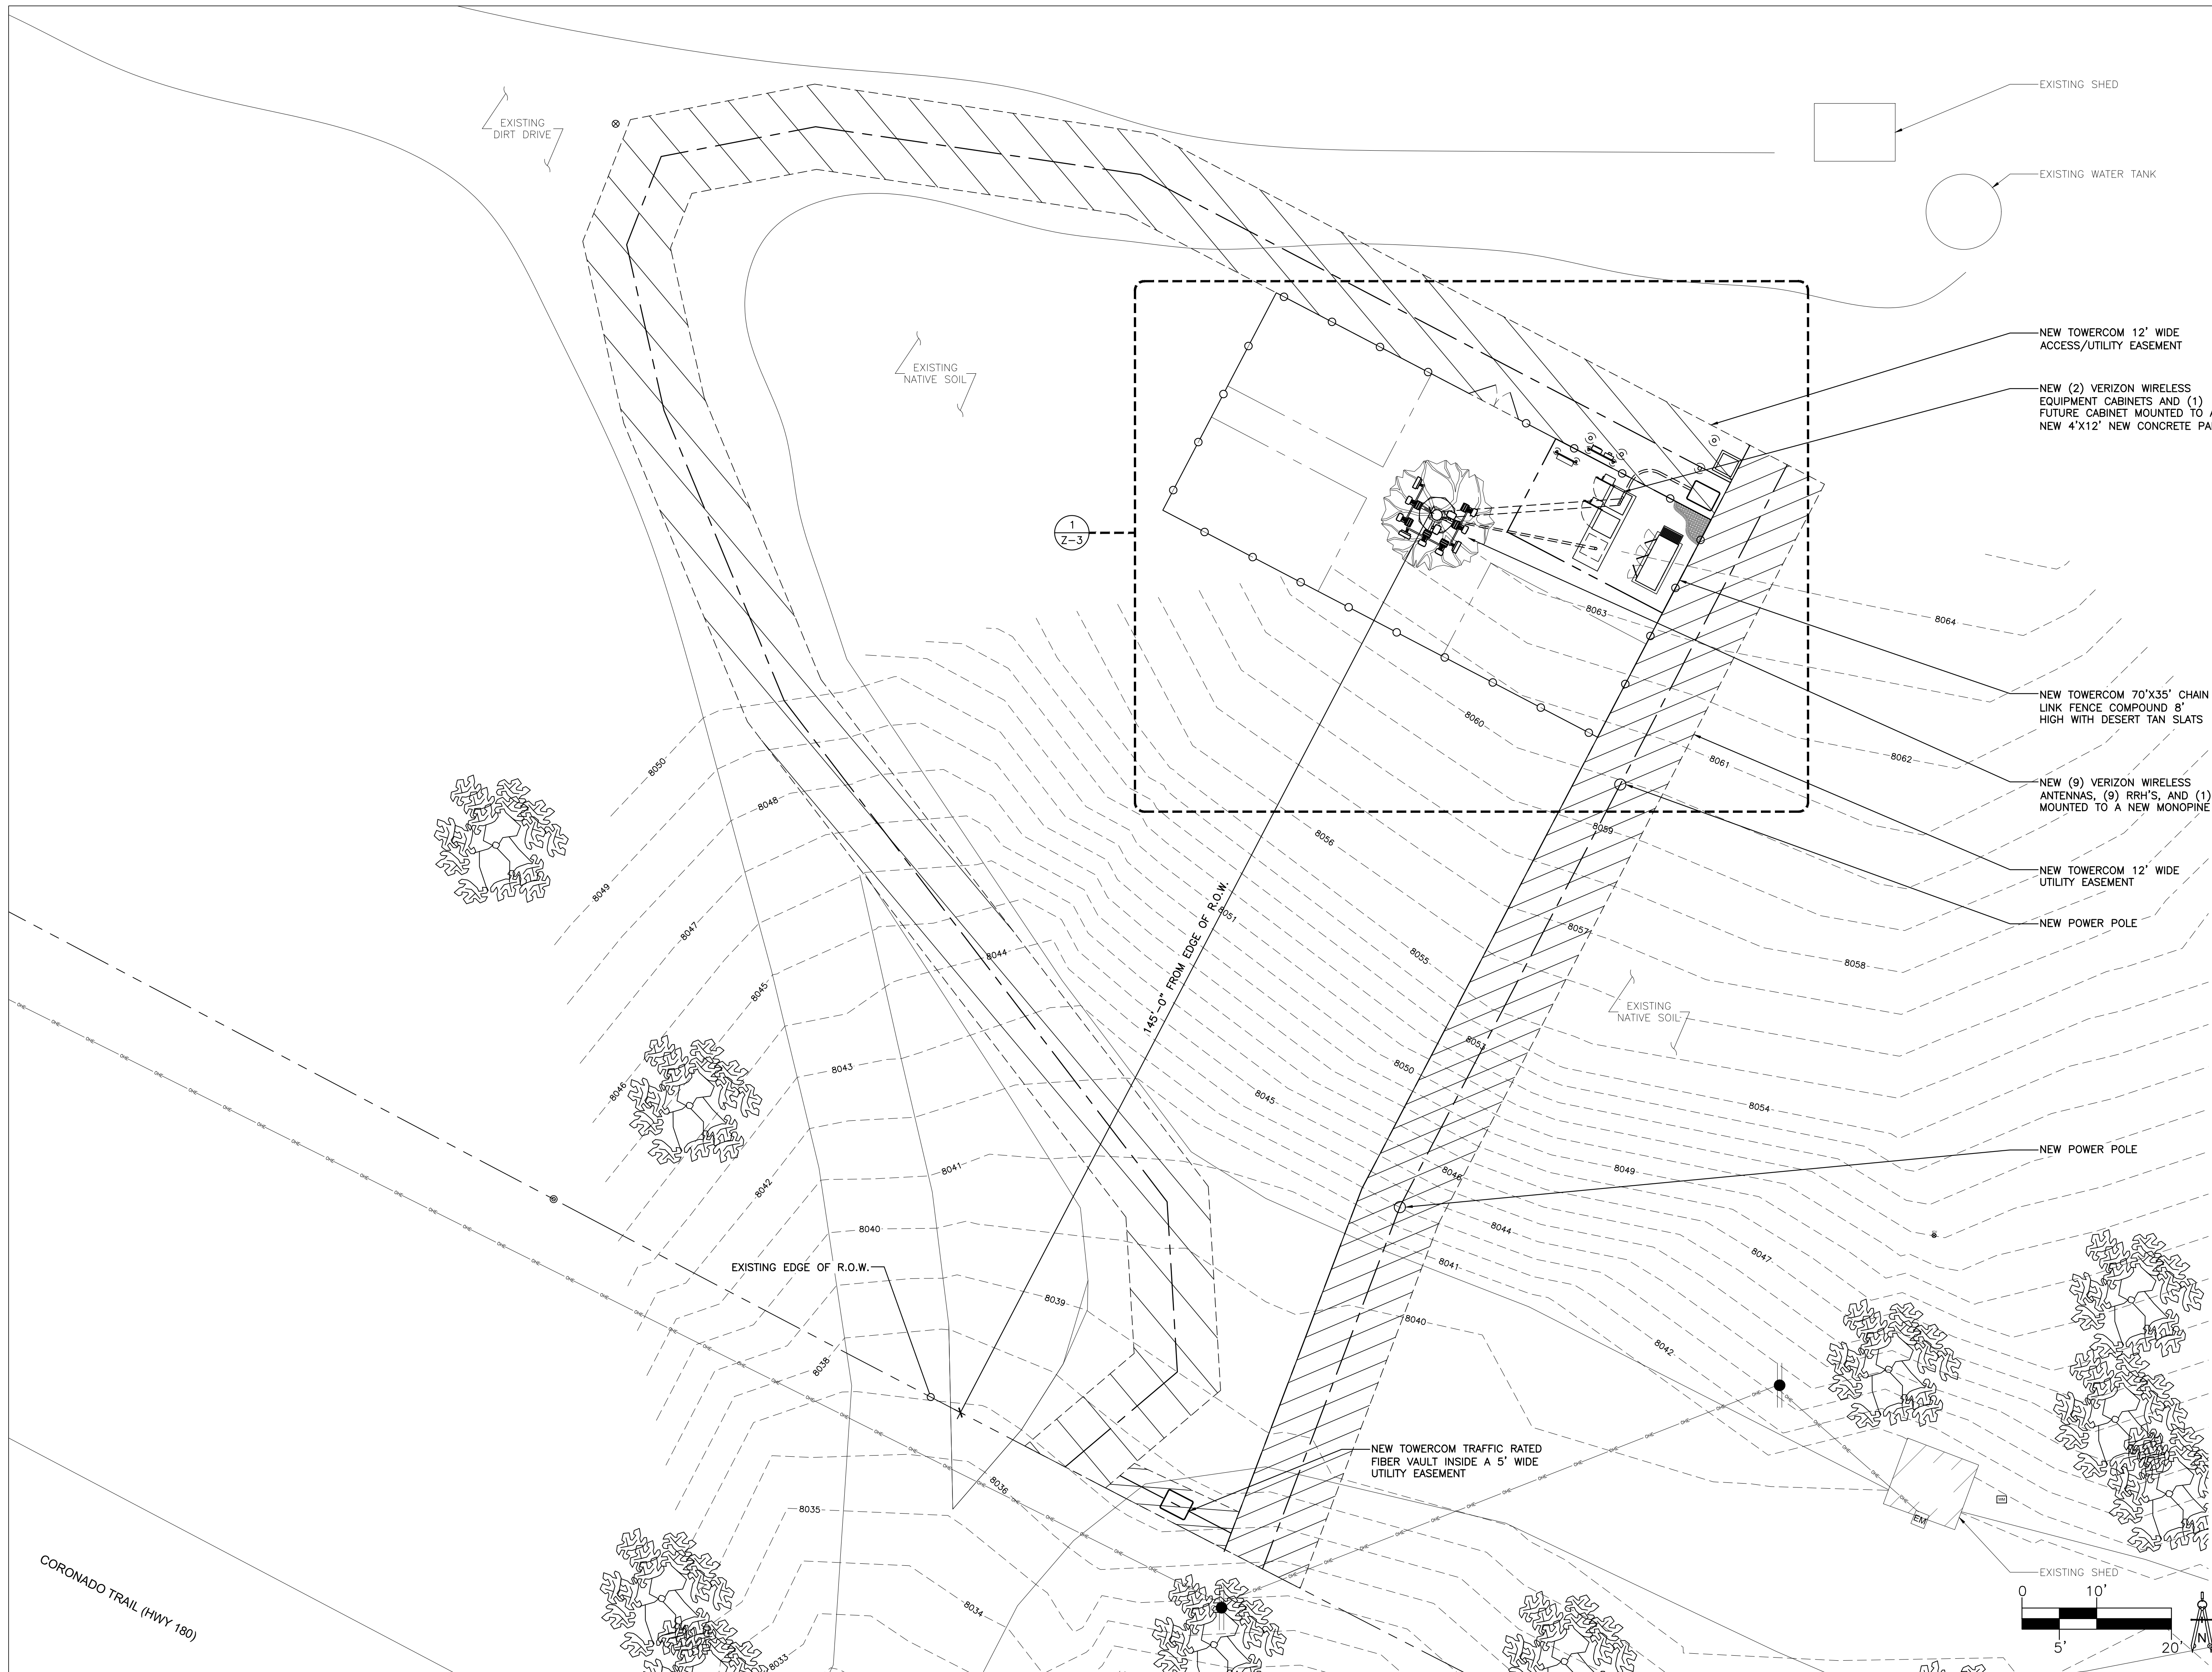 EXISTING SHED
EXISTING
DIRT DRIVE
EXISTING WATER TANK
NEW TOWERCOM 12' WIDE
ACCESS/UTILITY EASEMENT
EXISTING
NATIVE SOIL
NEW (2) VERIZON WIRELESS
EQUIPMENT CABINETS AND (1)
FUTURE CABINET MOUNTED TO
NEW 4'X12' NEW CONCRETE
1
Z-3
8063
8064
NEW TOWERCOM 70'X35' CHAIN
LINK FENCE COMPOUND 8'
HIGH WITH DESERT TAN SLATS
8060
8062
8061
8050
NEW (9) VERIZON WIRELESS
ANTENNAS, (9) RRH'S, AND (1)
MOUNTED TO A NEW MONOPINE
8048
8059
8056
NEW TOWERCOM 12' WIDE
UTILITY EASEMENT
8049
8051
NEW POWER POLE
8047
8057
145'-0" FROM EDGE OF R.O.W.
8044
8055
8058
8045
EXISTING
NATIVE SOIL
8053
8043
8050
8046
8045
8054
NEW POWER POLE
8041
8046
8049
8042
8040
8044
8047
EXISTING EDGE OF R.O.W.
8041
8039
8040
8042
8038
NEW TOWERCOM TRAFFIC RATED
FIBER VAULT INSIDE A 5' WIDE
UTILITY EASEMENT
8036
8035
EM
CORONADO TRAIL (HWY 180)
EXISTING SHED
0 10'
5' 20'
N
8034
8033
OHE